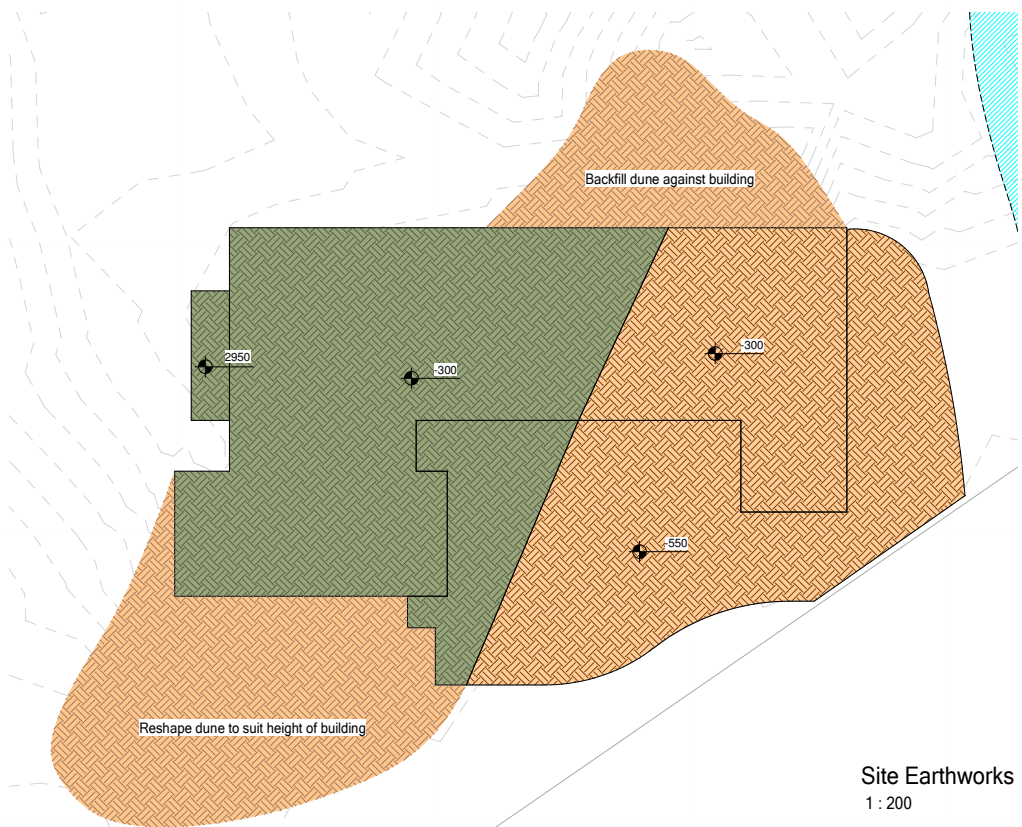 Backfill dune against building
2950
-300
-300
-550
Reshape dune to suit height of building
Site Earthworks
1 : 200